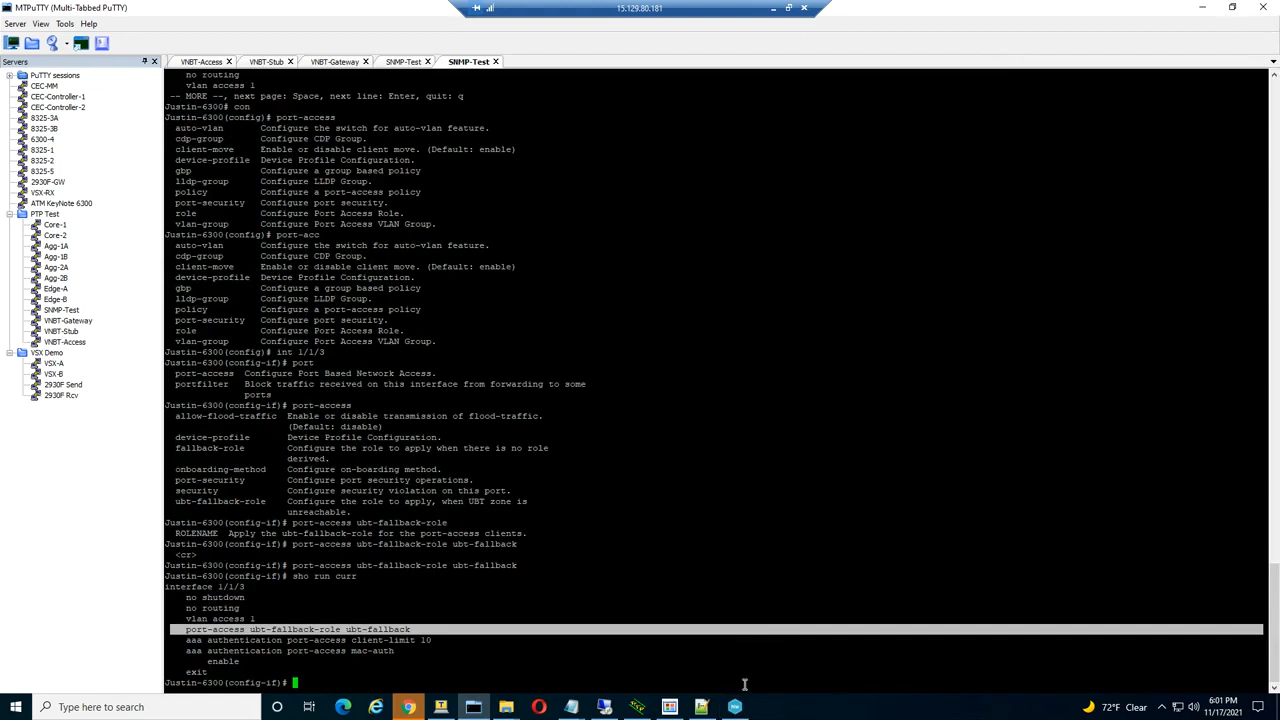 MTPuTTY (Multi-Tabbed PuTTY)
15.129.80.181
Server View Tools Help
Servers
VNBT-Access
VNBT-Stub
VNBT-Gateway
SNMP-Test
SNMP-Test
PuTTY sessions
CEC-MM
CEC-Controller-1
CEC-Controller-2
8325-3A
8325-3B
6300-4
8325-1
8325-2
8325-5
2930F-GW
VSX-RX
ATM KeyNote 6300
PTP Test
Core-1
Core-2
Agg-1A
Agg-1B
Agg-2A
Agg-2B
Edge-A
Edge-B
SNMP-Test
VNBT-Gateway
VNBT-Stub
VNBT-Access
VSX Demo
VSX-A
VSX-B
2930F Send
2930F Rcv
no routing
vlan access 1
-- MORE --, next page: Space, next line: Enter, quit: q
Justin-6300# con
Justin-6300(config)# port-access
auto-vlan Configure the switch for auto-vlan feature.
cdp-group Configure CDP Group.
client-move Enable or disable client move. (Default: enable)
device-profile Device Profile Configuration.
gbp Configure a group based policy
lldp-group Configure LLDP Group.
policy Configure a port-access policy
port-security Configure port security.
role Configure Port Access Role.
vlan-group Configure Port Access VLAN Group.
Justin-6300(config)# port-acc
auto-vlan Configure the switch for auto-vlan feature.
cdp-group Configure CDP Group.
client-move Enable or disable client move. (Default: enable)
device-profile Device Profile Configuration.
gbp Configure a group based policy
lldp-group Configure LLDP Group.
policy Configure a port-access policy
port-security Configure port security.
role Configure Port Access Role.
vlan-group Configure Port Access VLAN Group.
Justin-6300(config)# int 1/1/3
Justin-6300(config-if)# port
port-access Configure Port Based Network Access.
portfilter Block traffic received on this interface from forwarding to some
ports
Justin-6300(config-if)# port-access
allow-flood-traffic Enable or disable transmission of flood-traffic.
(Default: disable)
device-profile Device Profile Configuration.
fallback-role Configure the role to apply when there is no role
derived.
onboarding-method Configure on-boarding method.
port-security Configure port security operations.
security Configure security violation on this port.
ubt-fallback-role Configure the role to apply, when UBT zone is
unreachable.
Justin-6300(config-if)# port-access ubt-fallback-role
ROLENAME Apply the ubt-fallback-role for the port-access clients.
Justin-6300(config-if)# port-access ubt-fallback-role ubt-fallback
<cr>
Justin-6300(config-if)# port-access ubt-fallback-role ubt-fallback
Justin-6300(config-if)# sho run curr
interface 1/1/3
no shutdown
no routing
vlan access 1
port-access ubt-fallback-role ubt-fallback
aaa authentication port-access client-limit 10
aaa authentication port-access mac-auth
enable
exit
Justin-6300(config-if)#
Type here to search
72°F Clear
6:01 PM
11/17/2021